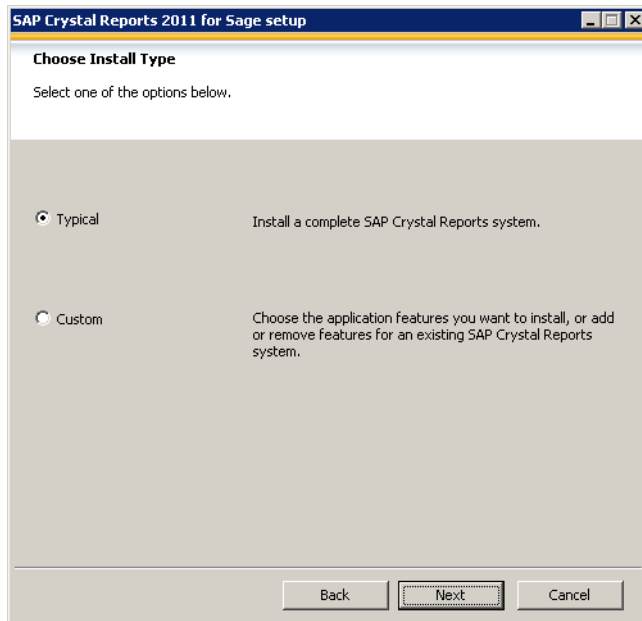 SAP Crystal Reports 2011 for Sage setup
Choose Install Type
Select one of the options below.
Typical
Install a complete SAP Crystal Reports system.
Custom
Choose the application features you want to install, or add
or remove features for an existing SAP Crystal Reports
system.
Back
Next
Cancel